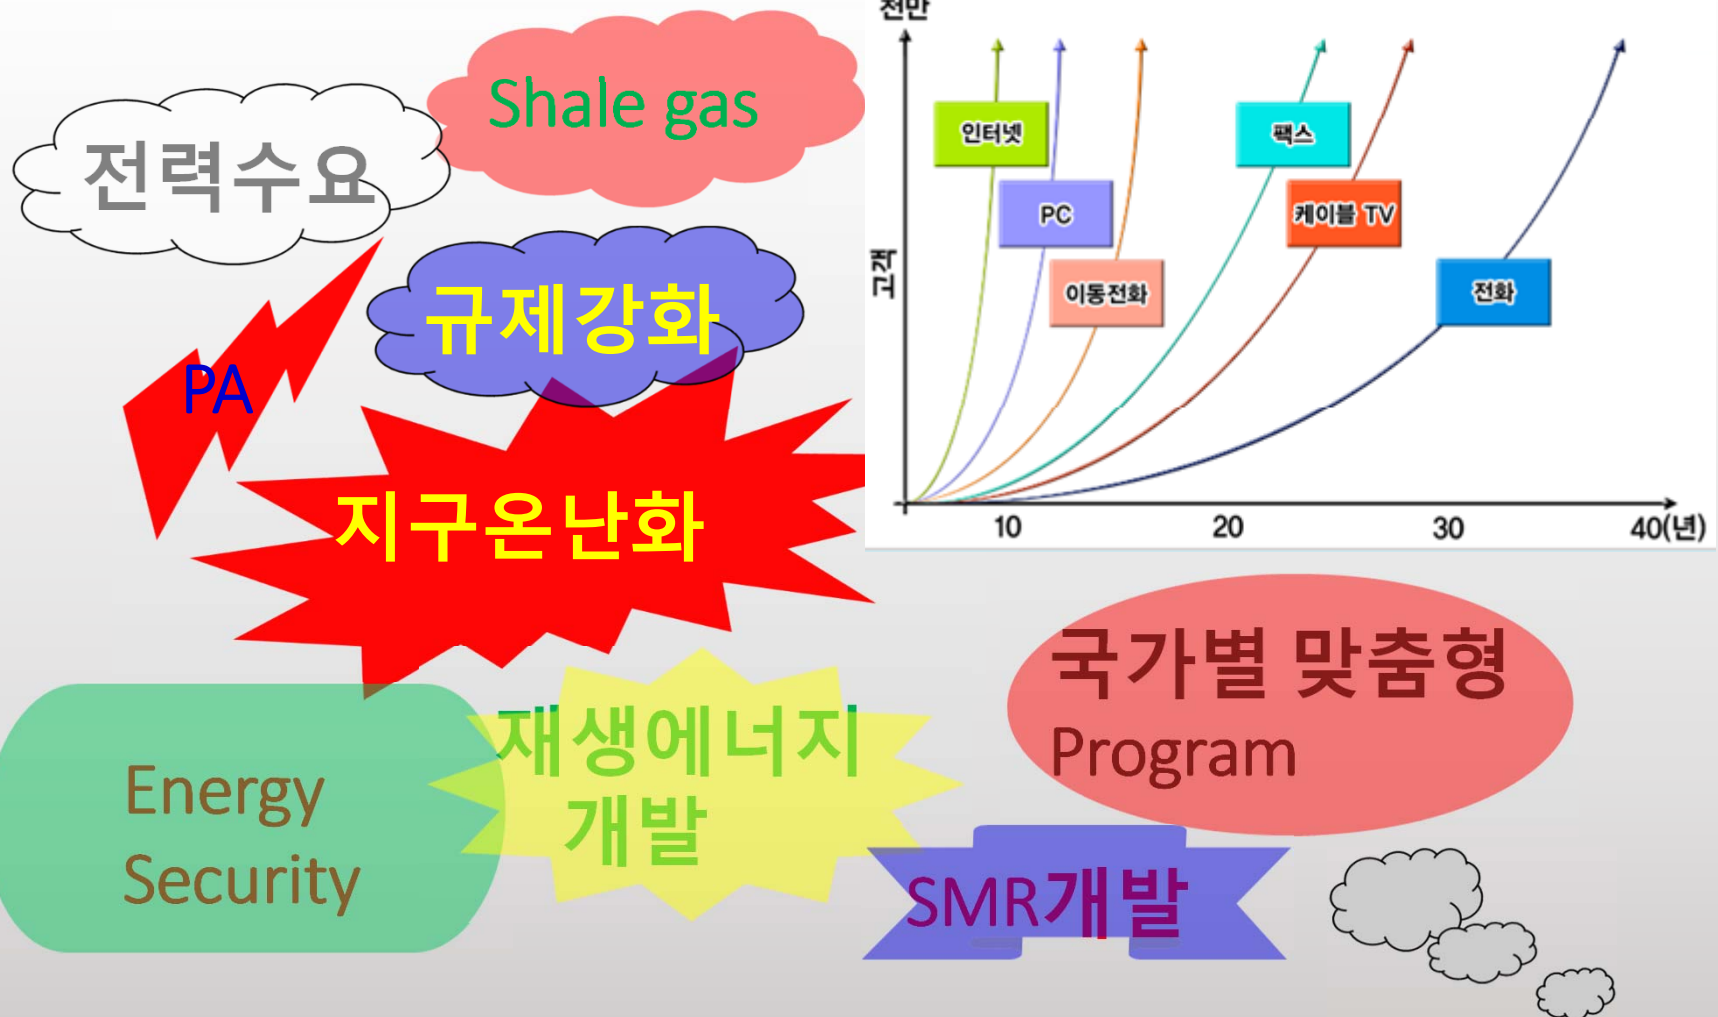 Shale gas
전력수요
규제강화
PA
지구온난화
Energy
Security
재생에너지
개발
천만
고객
인터넷
PC
이동전화
팩스
케이블 TV
전화
10 20 30 40(년)
국가별 맞춤형
Program
SMR개발